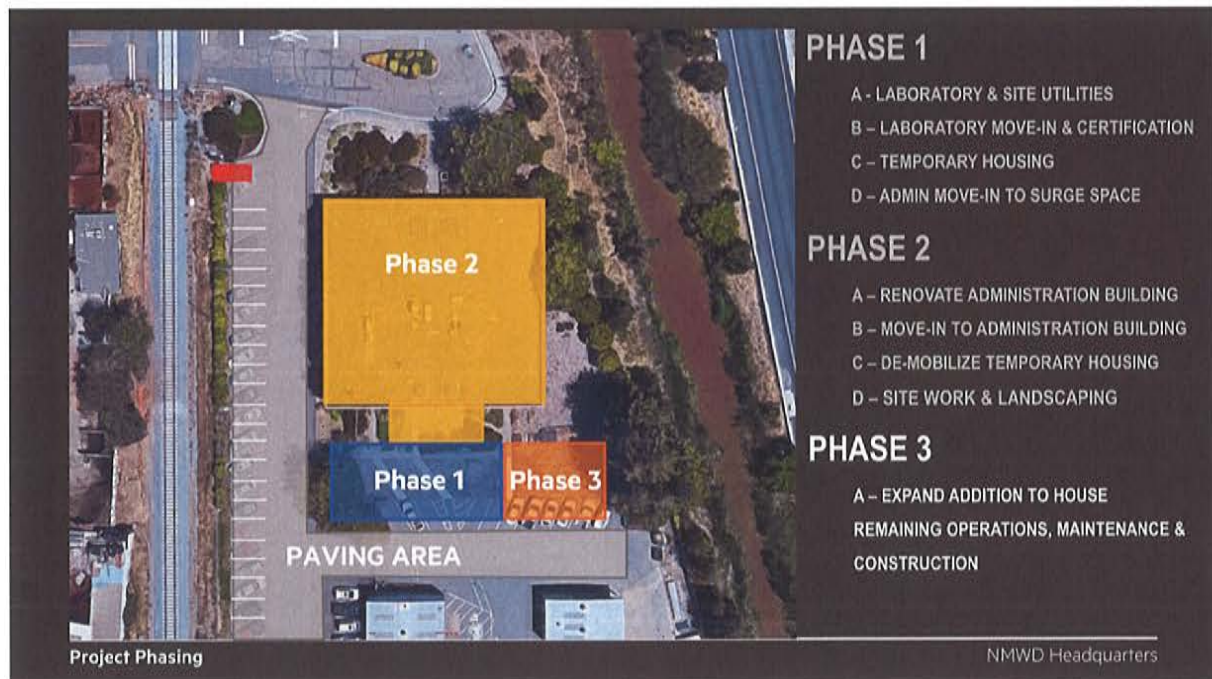 PHASE 1
A - LABORATORY & SITE UTILITIES
B – LABORATORY MOVE-IN & CERTIFICATION
C – TEMPORARY HOUSING
D – ADMIN MOVE-IN TO SURGE SPACE
PHASE 2
A – RENOVATE ADMINISTRATION BUILDING
B – MOVE-IN TO ADMINISTRATION BUILDING
C – DE-MOBILIZE TEMPORARY HOUSING
D – SITE WORK & LANDSCAPING
PHASE 3
A – EXPAND ADDITION TO HOUSE
REMAINING OPERATIONS, MAINTENANCE &
CONSTRUCTION
Phase 2
Phase 1
Phase 3
PAVING AREA
Project Phasing
NMWD Headquarters